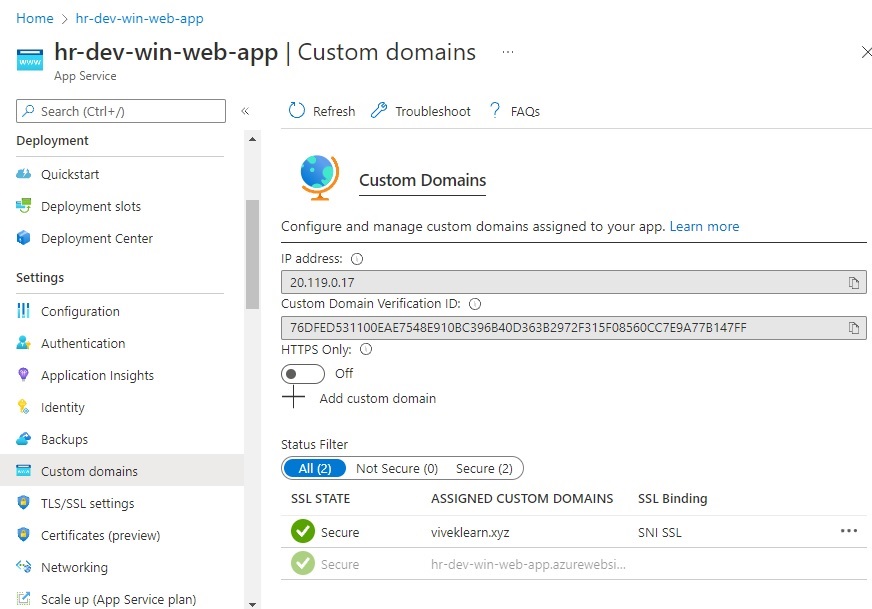 Home > hr-dev-win-web-app
hr-dev-win-web-app | Custom domains ...
App Service
Search (Ctrl+/)
«
Refresh Troubleshoot ? FAQs
Deployment
Quickstart
Deployment slots
Deployment Center
Settings
Configuration
Authentication
Application Insights
Identity
Backups
Custom domains
TLS/SSL settings
Certificates (preview)
Networking
Scale up (App Service plan)
Custom Domains
Configure and manage custom domains assigned to your app. Learn more
IP address:
20.119.0.17
Custom Domain Verification ID:
76DFED531100EAE7548E910BC396B40D363B2972F315F08560CC7E9A77B147FF
HTTPS Only:
Off
Add custom domain
Status Filter
All (2) Not Secure (0) Secure (2)
SSL STATE ASSIGNED CUSTOM DOMAINS SSL Binding
Secure viveklearn.xyz SNI SSL ...
Secure hr-dev-win-web-app.azurewebsi...